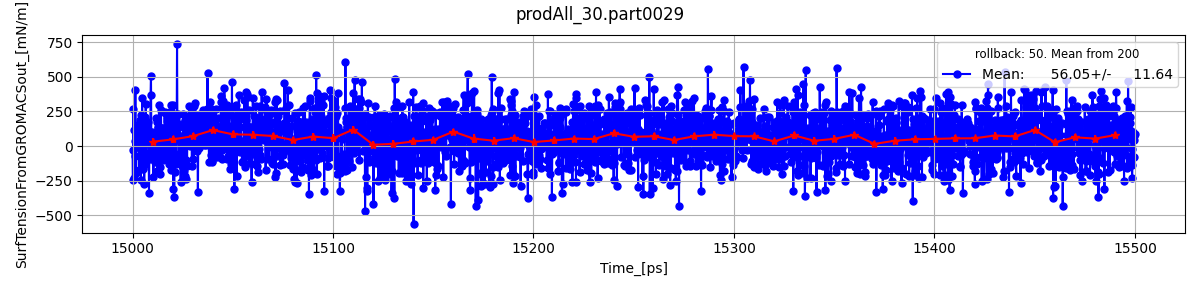 prodAll_30.part0029
SurfTensionFromGROMACSout_[mN/m]
750
500
250
0
−250
−500
rollback: 50. Mean from 200
Mean: 56.05+/- 11.64
15000 15100 15200 15300 15400 15500
Time_[ps]